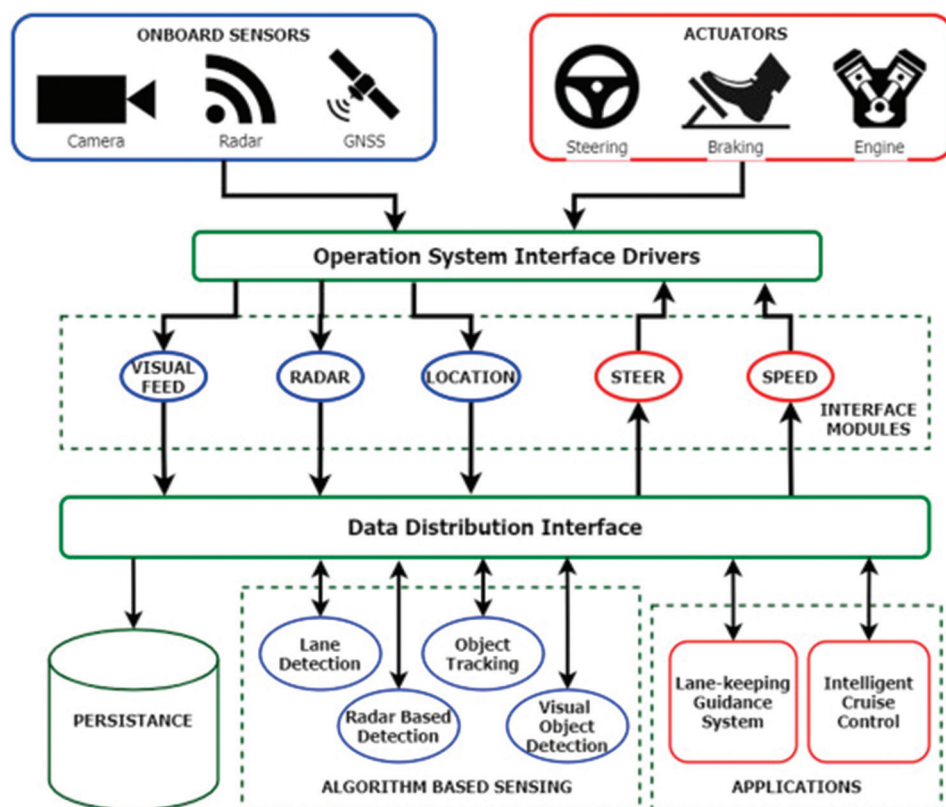 ONBOARD SENSORS
Camera
Radar
GNSS
ACTUATORS
Steering
Braking
Engine
Operation System Interface Drivers
VISUAL
FEED
RADAR
LOCATION
STEER
SPEED
INTERFACE
MODULES
Data Distribution Interface
PERSISTANCE
Lane
Detection
Object
Tracking
Radar Based
Detection
Visual
Object
Detection
ALGORITHM BASED SENSING
Lane-keeping
Guidance
System
Intelligent
Cruise
Control
APPLICATIONS